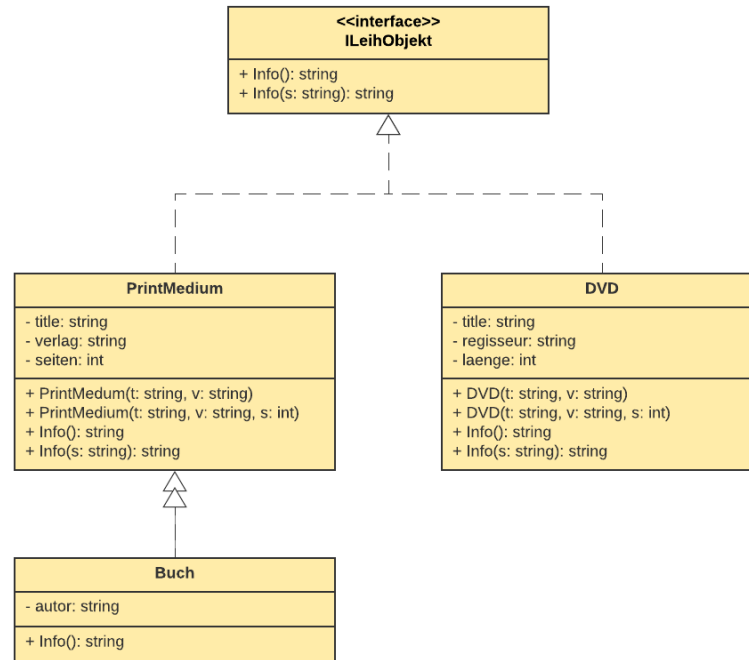 <<interface>>
ILeihObjekt
+ Info(): string
+ Info(s: string): string
PrintMedium
- title: string
- verlag: string
- seiten: int
+ PrintMedum(t: string, v: string)
+ PrintMedium(t: string, v: string, s: int)
+ Info(): string
+ Info(s: string): string
DVD
- title: string
- regisseur: string
- laenge: int
+ DVD(t: string, v: string)
+ DVD(t: string, v: string, s: int)
+ Info(): string
+ Info(s: string): string
Buch
- autor: string
+ Info(): string